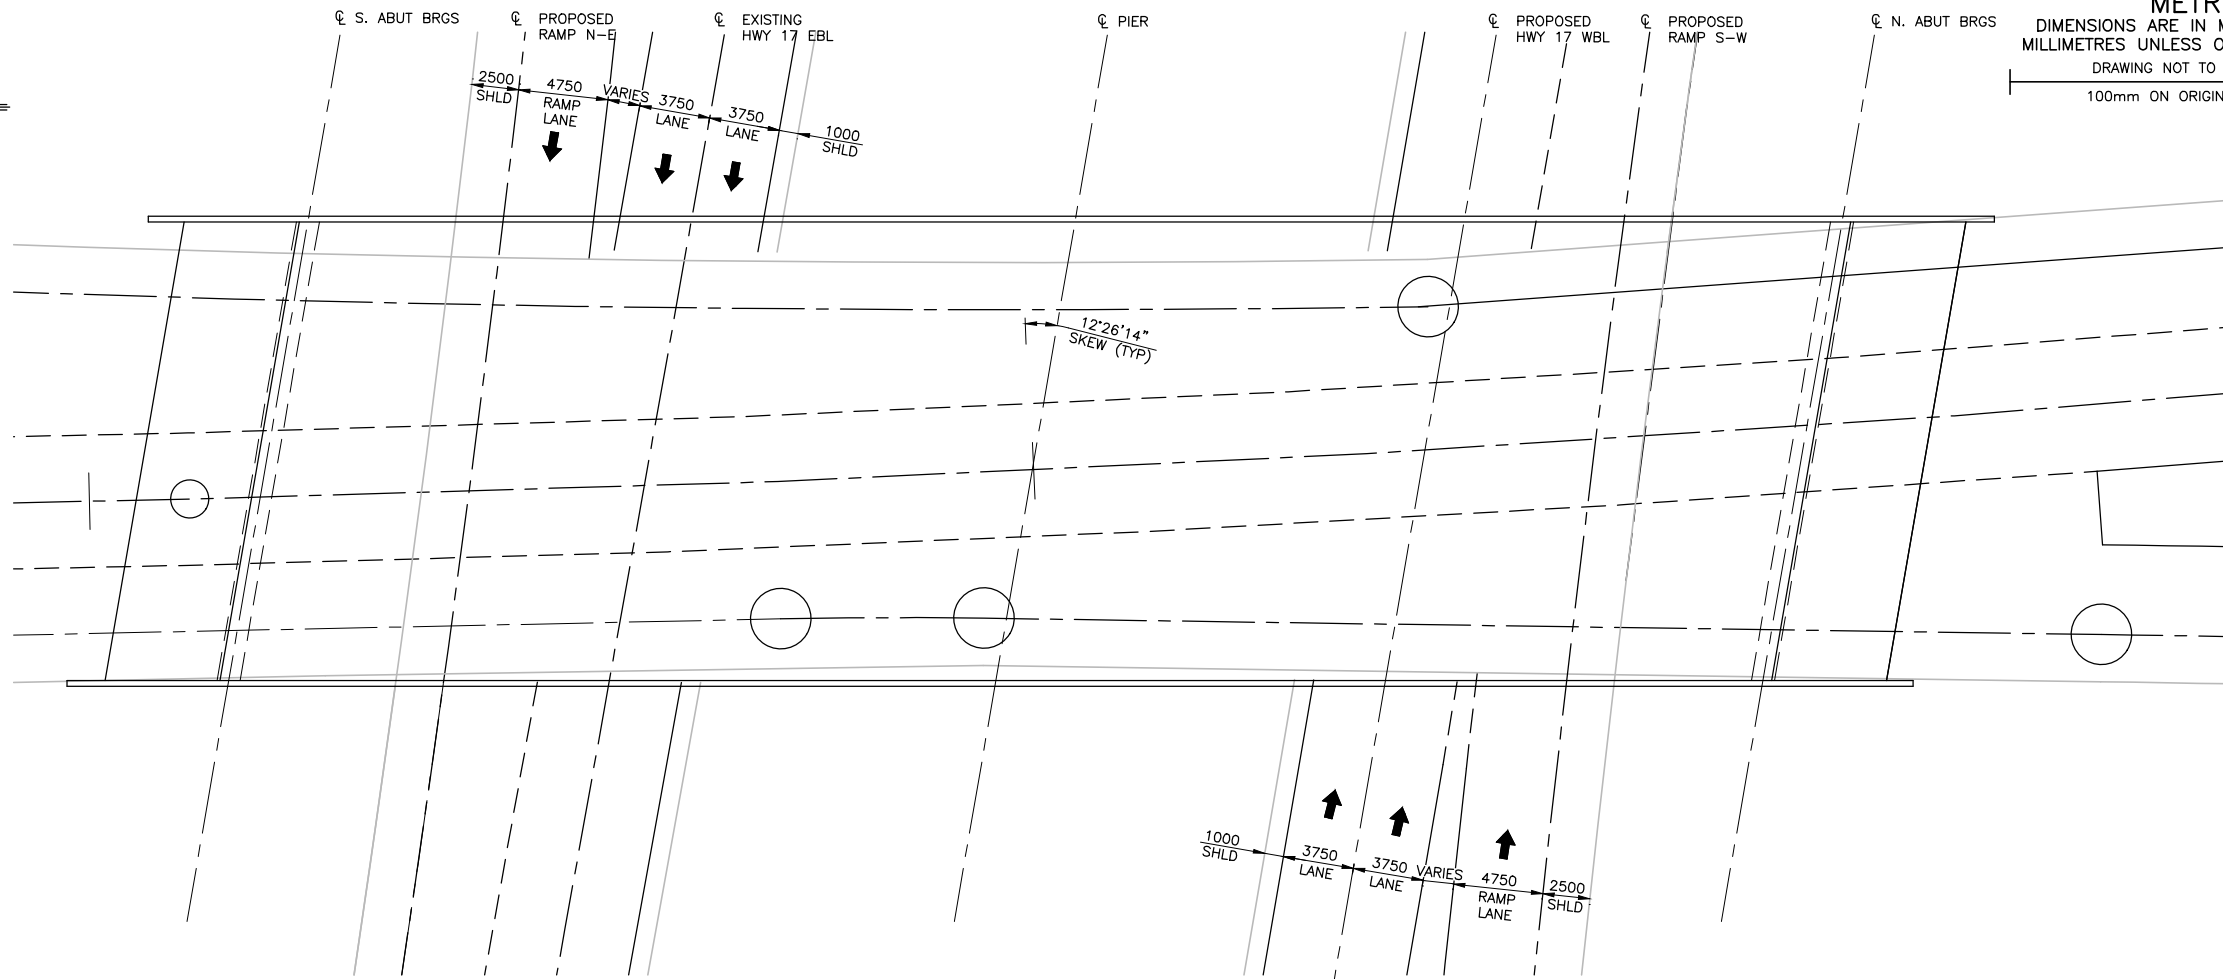 ℄ S. ABUT BRGS
℄ PROPOSED
RAMP N-E
℄ EXISTING
HWY 17 EBL
℄ PIER
℄ PROPOSED
HWY 17 WBL
℄ PROPOSED
RAMP S-W
℄ N. ABUT BRGS
METR
DIMENSIONS ARE IN M
MILLIMETRES UNLESS O
DRAWING NOT TO
100mm ON ORIGIN
2500
SHLD
4750
RAMP
LANE
VARIES
3750
LANE
3750
LANE
1000
SHLD
12°26'14"
SKEW (TYP)
1000
SHLD
3750
LANE
3750
LANE
VARIES
4750
RAMP
LANE
2500
SHLD